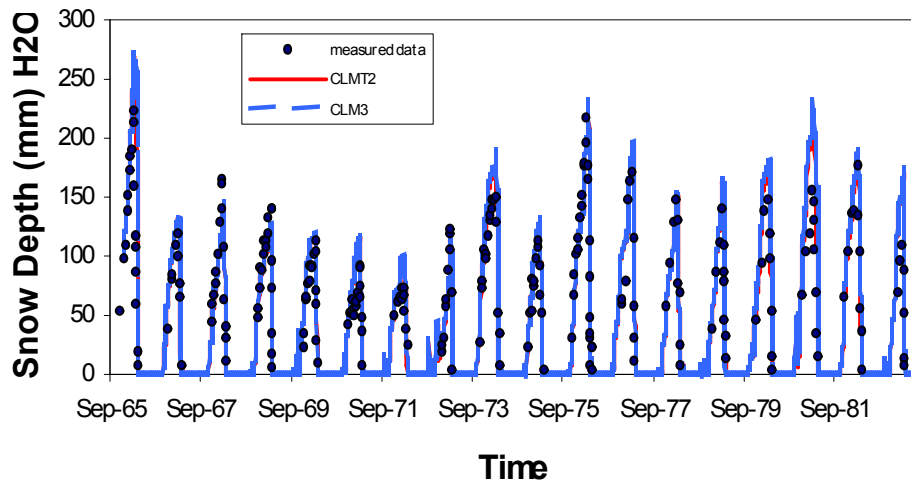 Snow Depth (mm) H2O
300
250
200
150
100
50
0
measured data
CLMT2
CLM3
Sep-65 Sep-67 Sep-69 Sep-71 Sep-73 Sep-75 Sep-77 Sep-79 Sep-81
Time